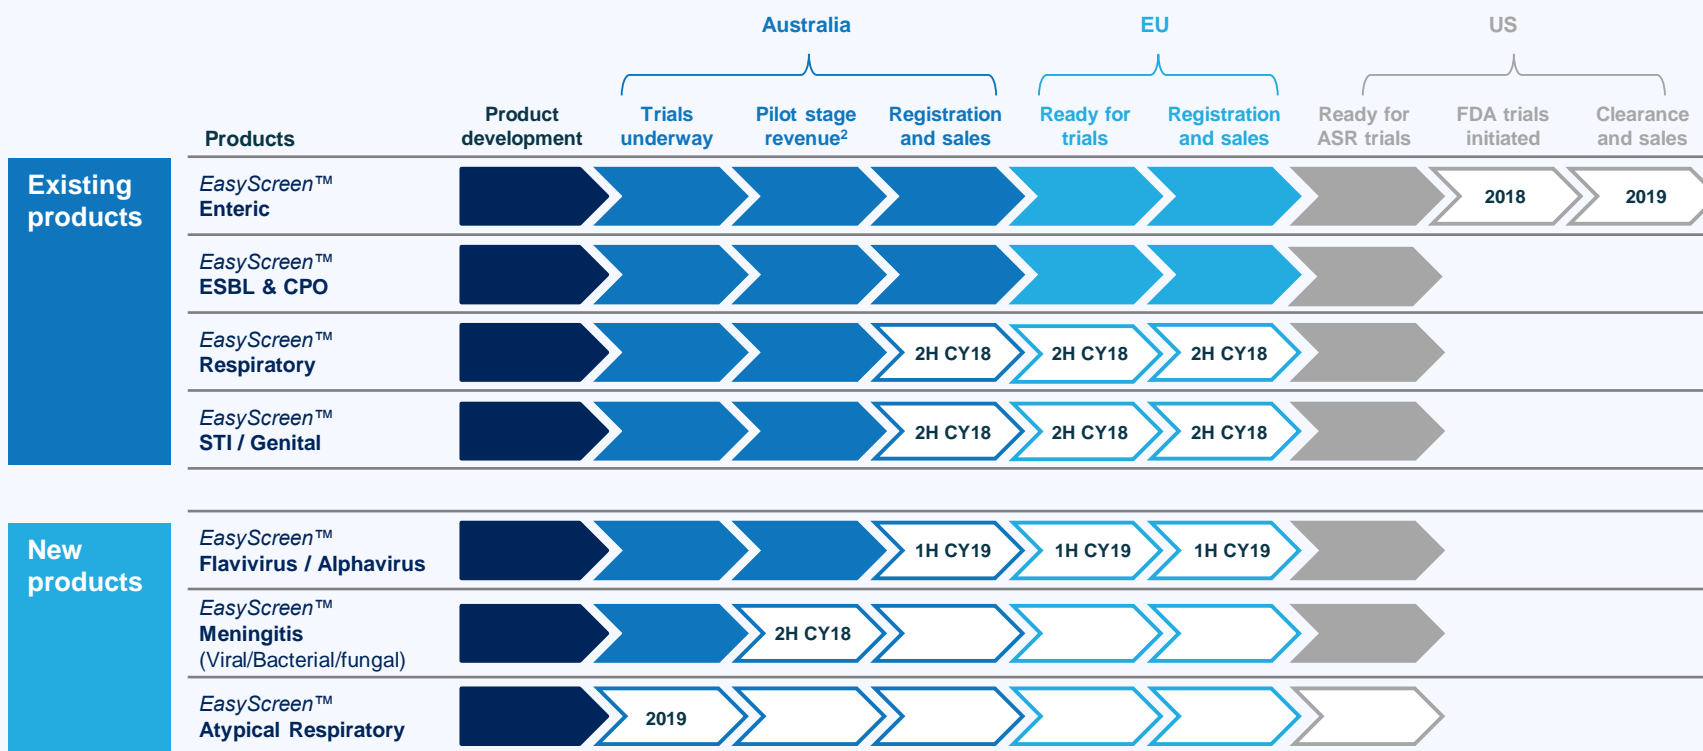 Australia
EU
US
Products
Product
development
Trials
underway
Pilot stage
revenue²
Registration
and sales
Ready for
trials
Registration
and sales
Ready for
ASR trials
FDA trials
initiated
Clearance
and sales
Existing
products
EasyScreen™
Enteric
2018
2019
EasyScreen™
ESBL & CPO
EasyScreen™
Respiratory
2H CY18
2H CY18
2H CY18
EasyScreen™
STI / Genital
2H CY18
2H CY18
2H CY18
New
products
EasyScreen™
Flavivirus / Alphavirus
1H CY19
1H CY19
1H CY19
EasyScreen™
Meningitis
(Viral/Bacterial/fungal)
2H CY18
EasyScreen™
Atypical Respiratory
2019